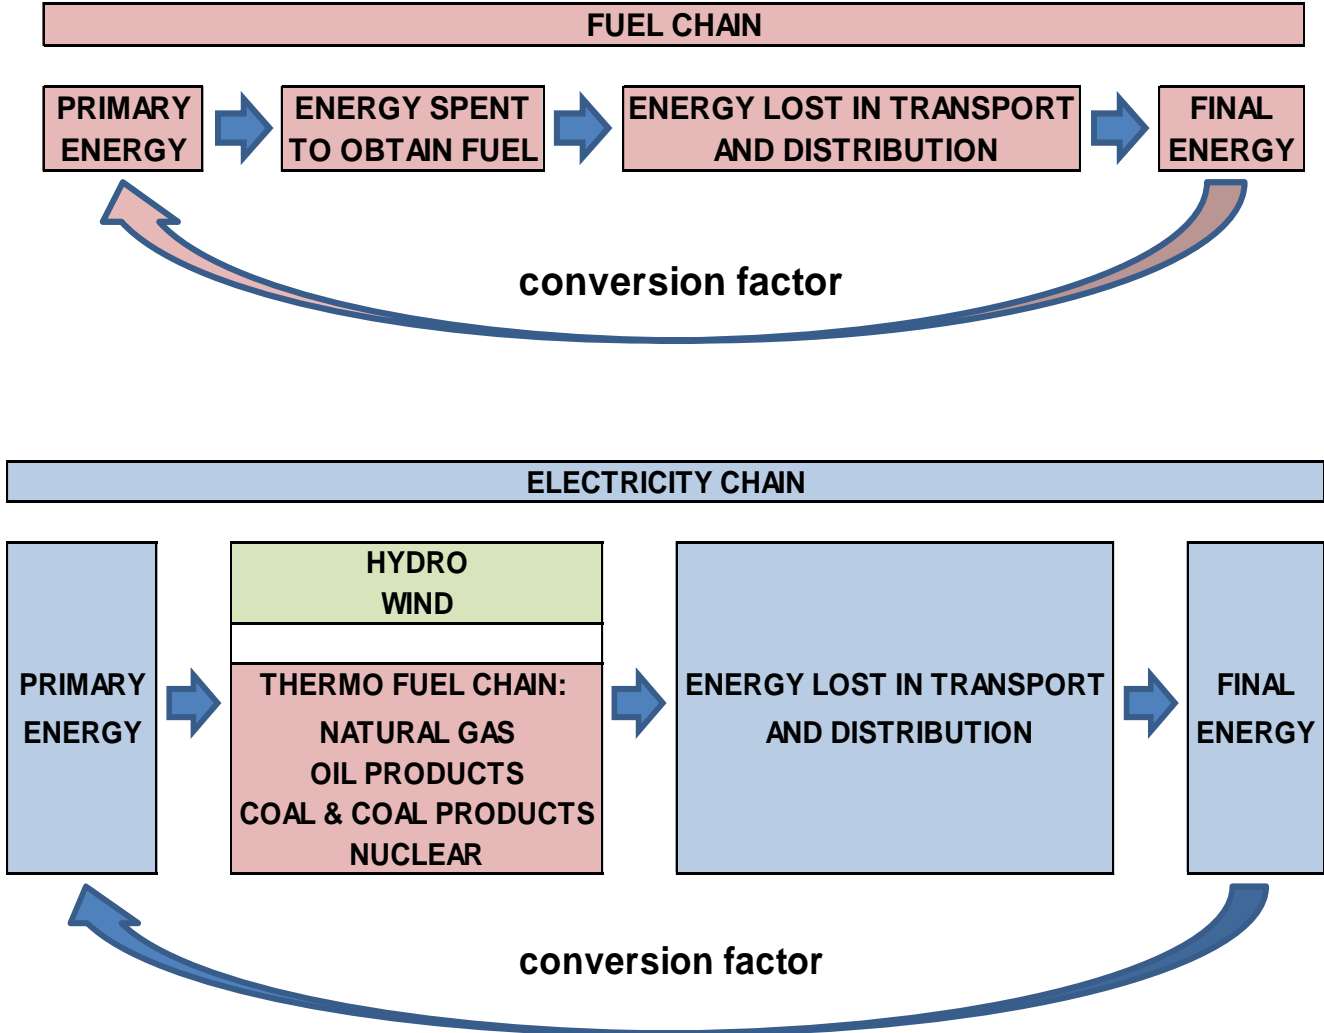 FUEL CHAIN
PRIMARY
ENERGY
ENERGY SPENT
TO OBTAIN FUEL
ENERGY LOST IN TRANSPORT
AND DISTRIBUTION
FINAL
ENERGY
conversion factor
ELECTRICITY CHAIN
PRIMARY
ENERGY
HYDRO
WIND
THERMO FUEL CHAIN:
NATURAL GAS
OIL PRODUCTS
COAL & COAL PRODUCTS
NUCLEAR
ENERGY LOST IN TRANSPORT
AND DISTRIBUTION
FINAL
ENERGY
conversion factor